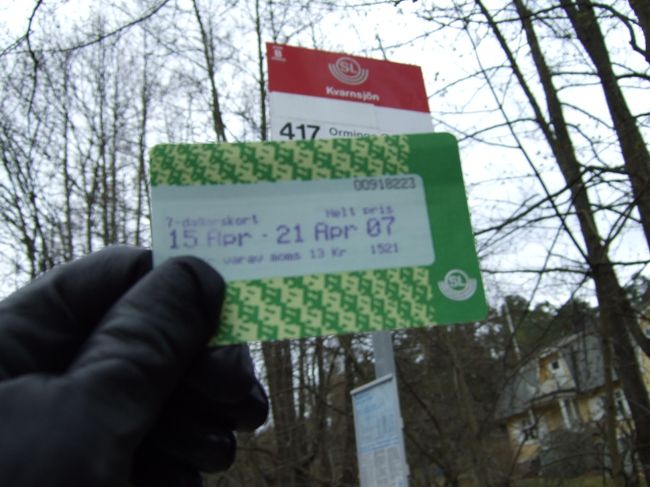 SL
Kvarnsjön
417 Orminge
00918223
7-dagarskort Helt pris
15 Apr - 21 Apr 07
varav moms 13 Kr 1521
SL